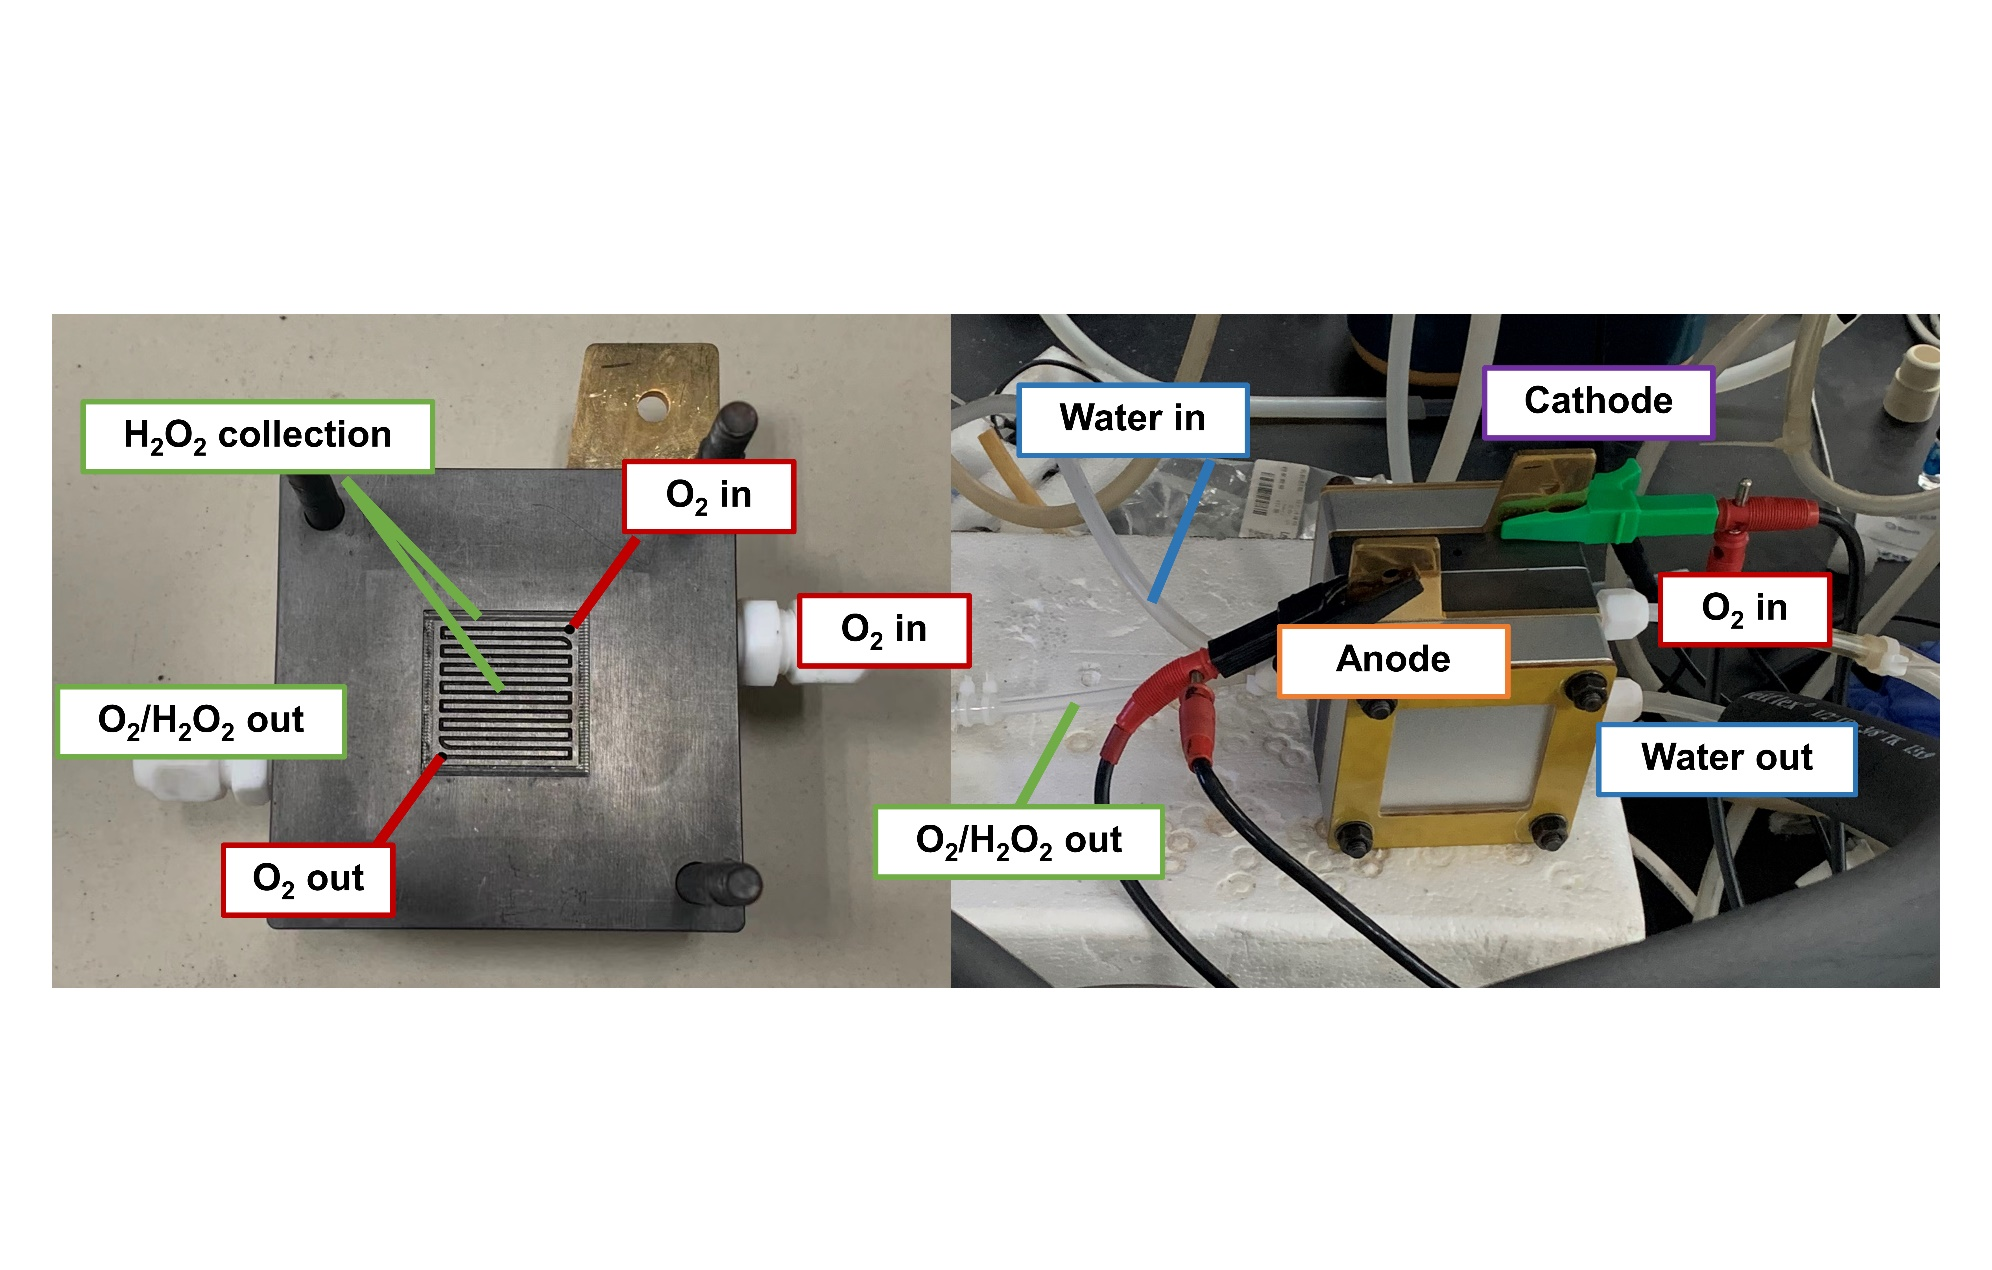 H₂O₂ collection
O₂ in
O₂ in
O₂/H₂O₂ out
O₂ out
Water in
Cathode
O₂ in
Anode
Water out
O₂/H₂O₂ out